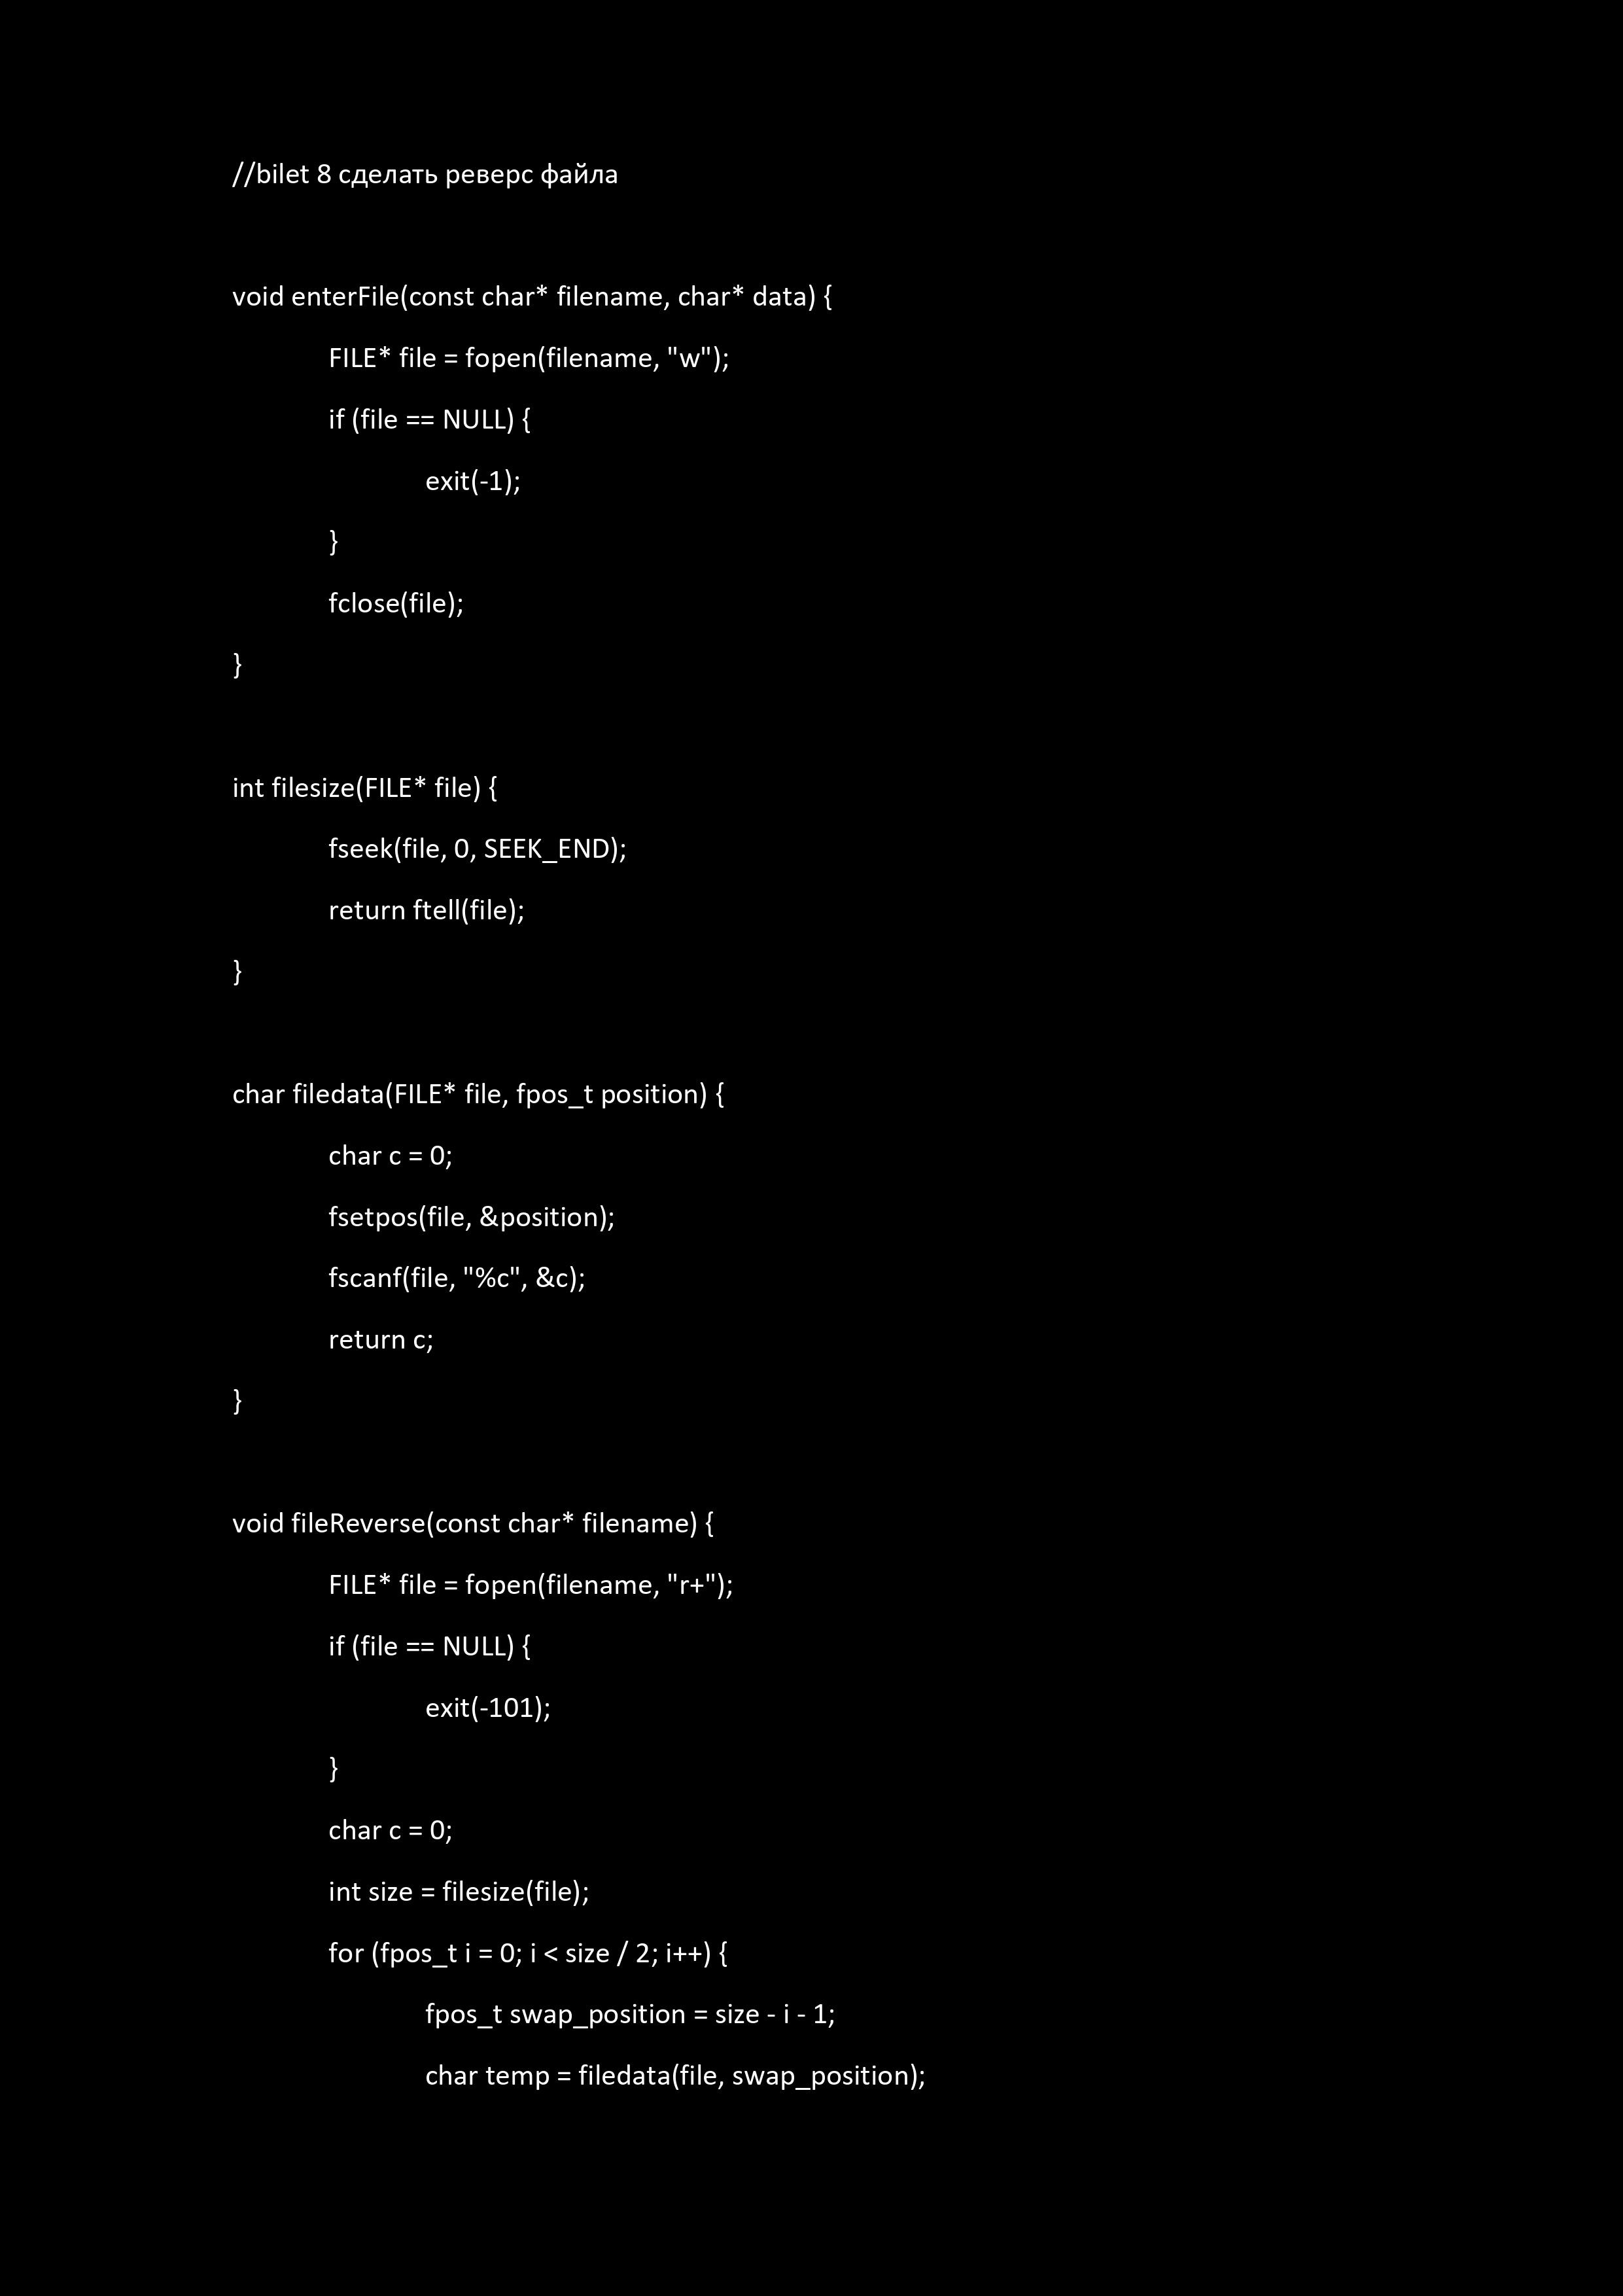 //bilet 8 сделать реверс файла
void enterFile(const char* filename, char* data) {
FILE* file = fopen(filename, "w");
if (file == NULL) {
exit(-1);
}
fclose(file);
}
int filesize(FILE* file) {
fseek(file, 0, SEEK_END);
return ftell(file);
}
char filedata(FILE* file, fpos_t position) {
char c = 0;
fsetpos(file, &position);
fscanf(file, "%c", &c);
return c;
}
void fileReverse(const char* filename) {
FILE* file = fopen(filename, "r+");
if (file == NULL) {
exit(-101);
}
char c = 0;
int size = filesize(file);
for (fpos_t i = 0; i < size / 2; i++) {
fpos_t swap_position = size - i - 1;
char temp = filedata(file, swap_position);